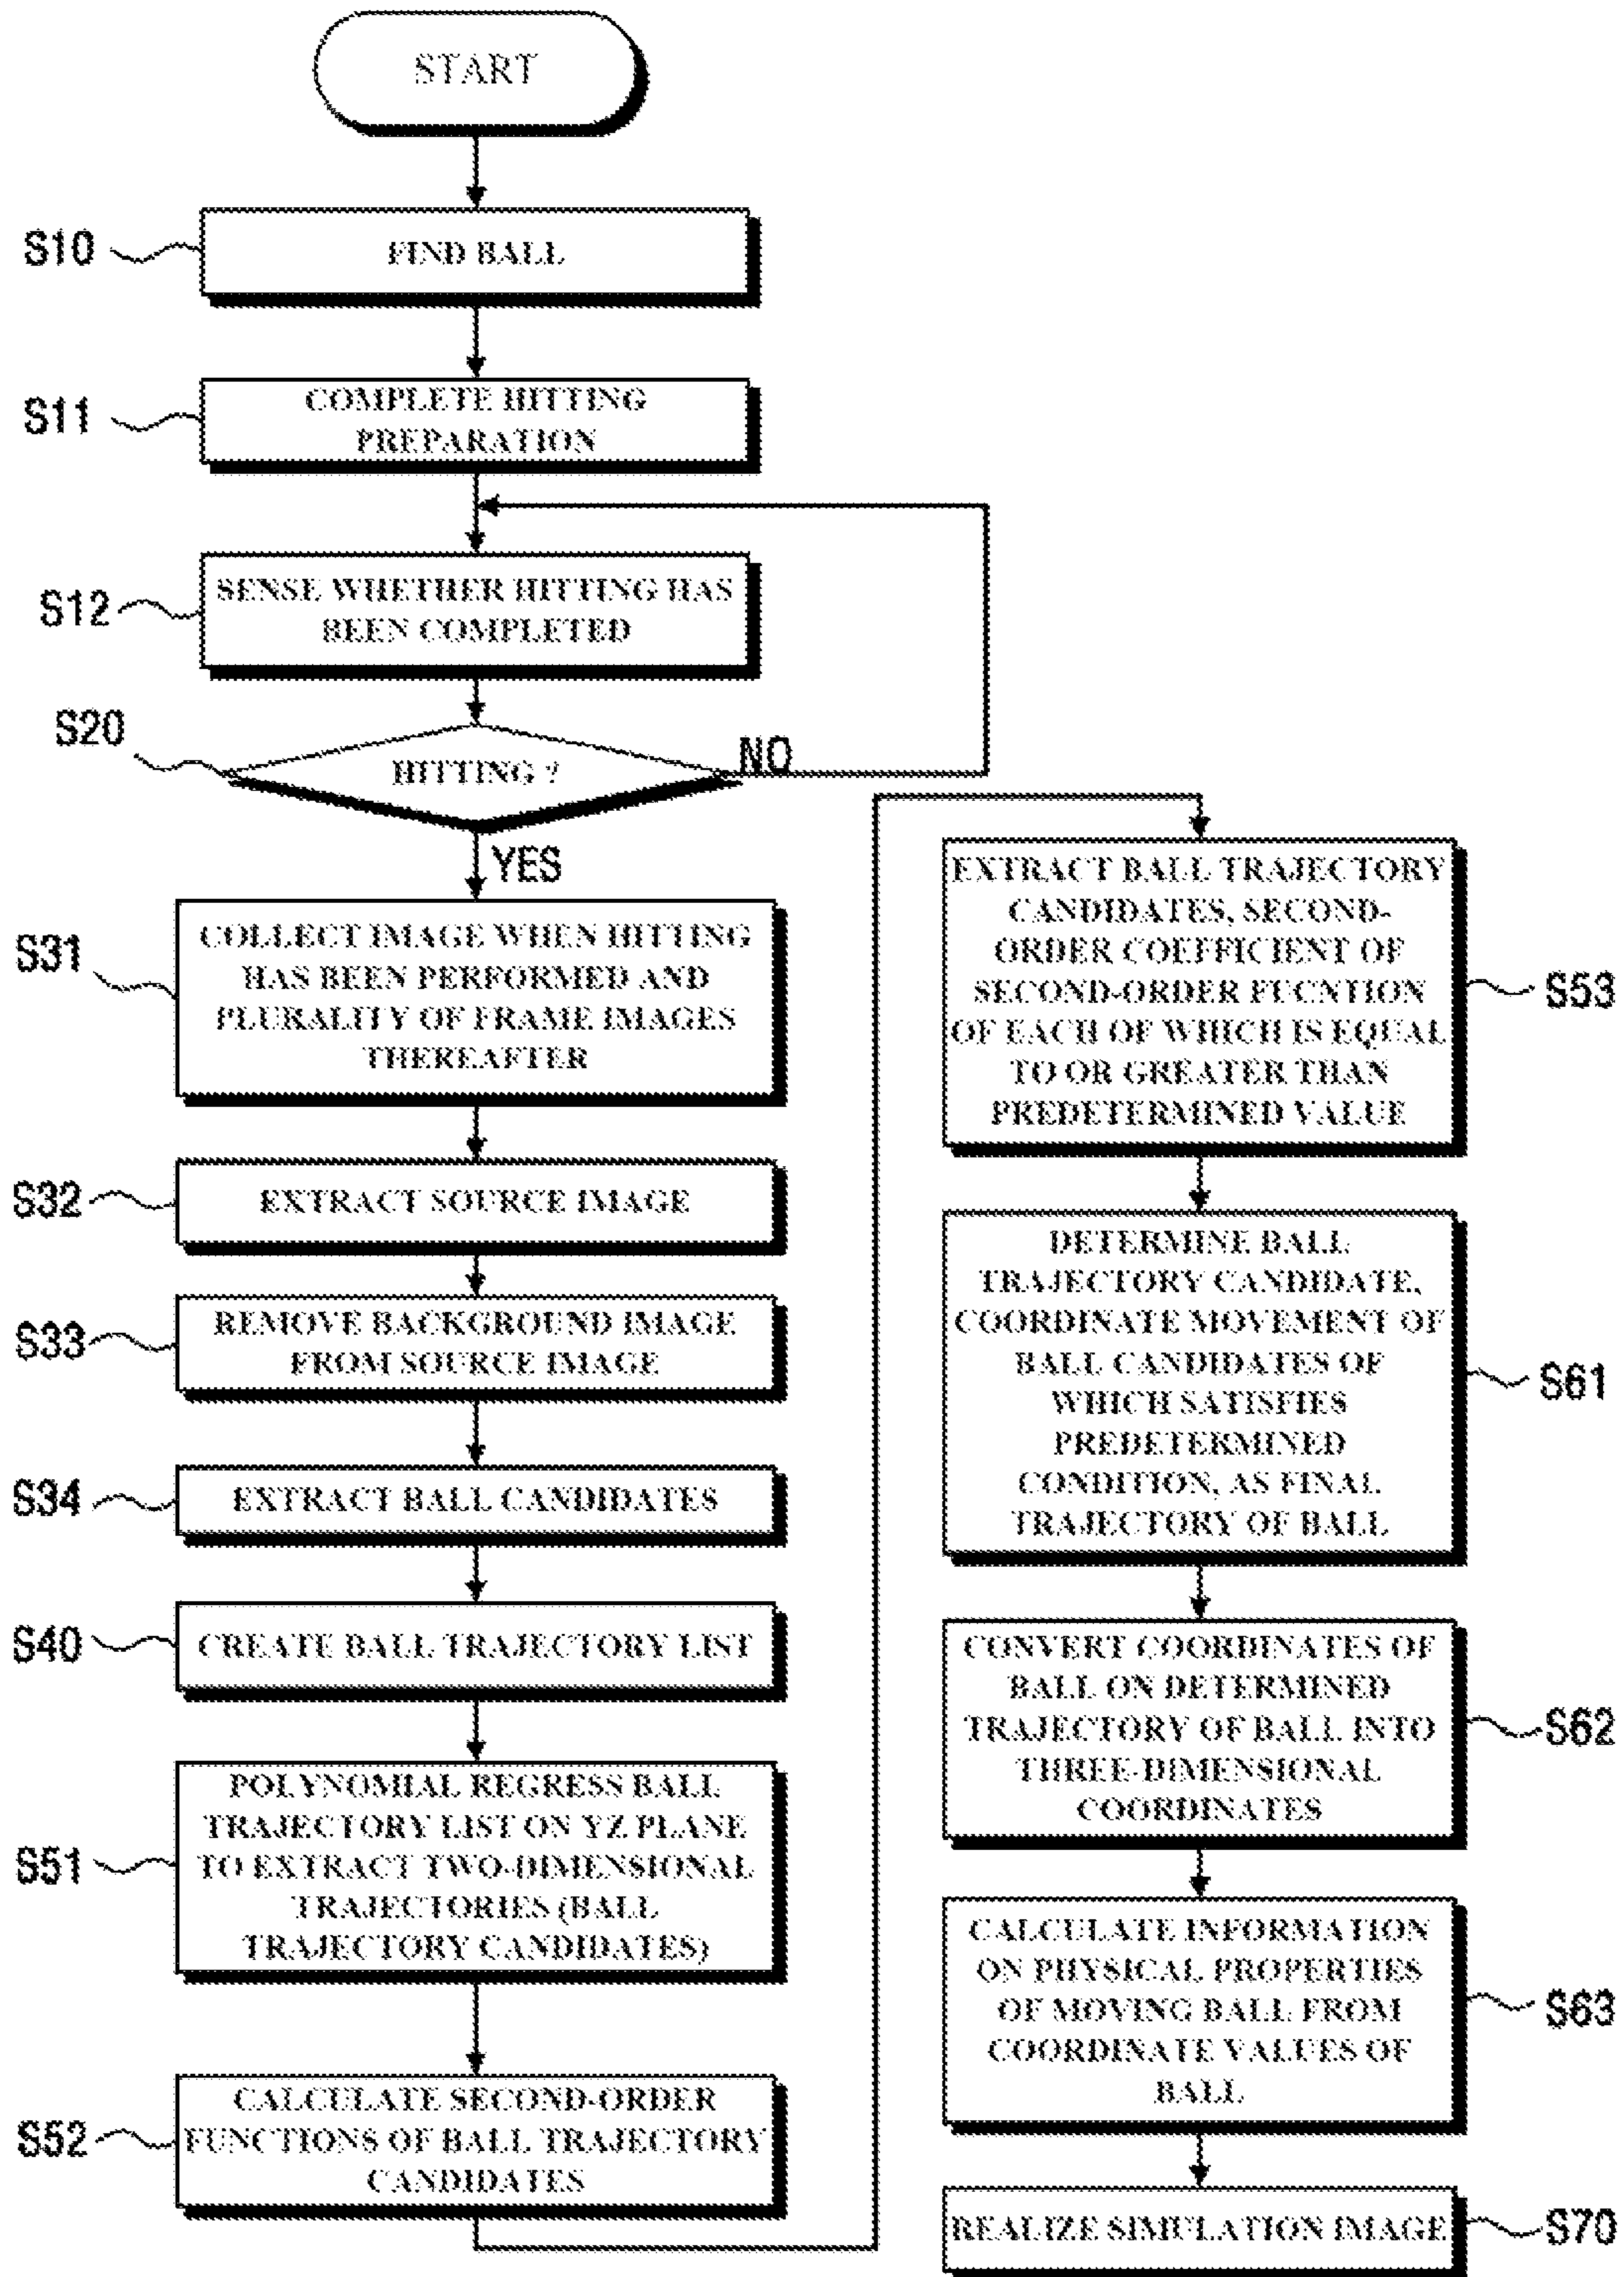 START
S10
FIND BALL
S11
COMPLETE HITTING
PREPARATION
S12
SENSE WHETHER HITTING HAS
BEEN COMPLETED
S20
HITTING ?
NO
YES
S31
COLLECT IMAGE WHEN HITTING
HAS BEEN PERFORMED AND
PLURALITY OF FRAME IMAGES
THEREAFTER
S32
EXTRACT SOURCE IMAGE
S33
REMOVE BACKGROUND IMAGE
FROM SOURCE IMAGE
S34
EXTRACT BALL CANDIDATES
S40
CREATE BALL TRAJECTORY LIST
S51
POLYNOMIAL REGRESS BALL
TRAJECTORY LIST ON YZ PLANE
TO EXTRACT TWO-DIMENSIONAL
TRAJECTORIES (BALL
TRAJECTORY CANDIDATES)
S52
CALCULATE SECOND-ORDER
FUNCTIONS OF BALL TRAJECTORY
CANDIDATES
EXTRACT BALL TRAJECTORY
CANDIDATES, SECOND-
ORDER COEFFICIENT OF
SECOND-ORDER FUCNTION
OF EACH OF WHICH IS EQUAL
TO OR GREATER THAN
PREDETERMINED VALUE
S53
DETERMINE BALL
TRAJECTORY CANDIDATE,
COORDINATE MOVEMENT OF
BALL CANDIDATES OF
WHICH SATISFIES
PREDETERMINED
CONDITION, AS FINAL
TRAJECTORY OF BALL
S61
CONVERT COORDINATES OF
BALL ON DETERMINED
TRAJECTORY OF BALL INTO
THREE-DIMENSIONAL
COORDINATES
S62
CALCULATE INFORMATION
ON PHYSICAL PROPERTIES
OF MOVING BALL FROM
COORDINATE VALUES OF
BALL
S63
REALIZE SIMULATION IMAGE
S70